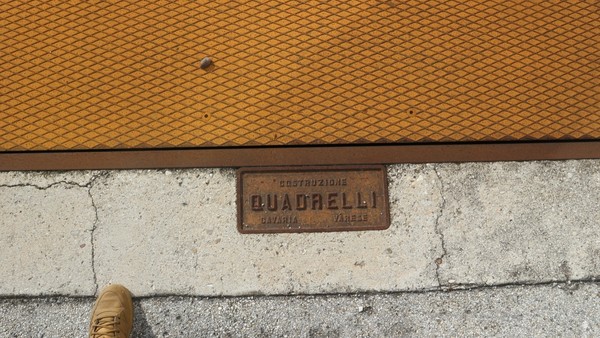 COSTRUZIONE
QUADRELLI
CAVARIA VARESE